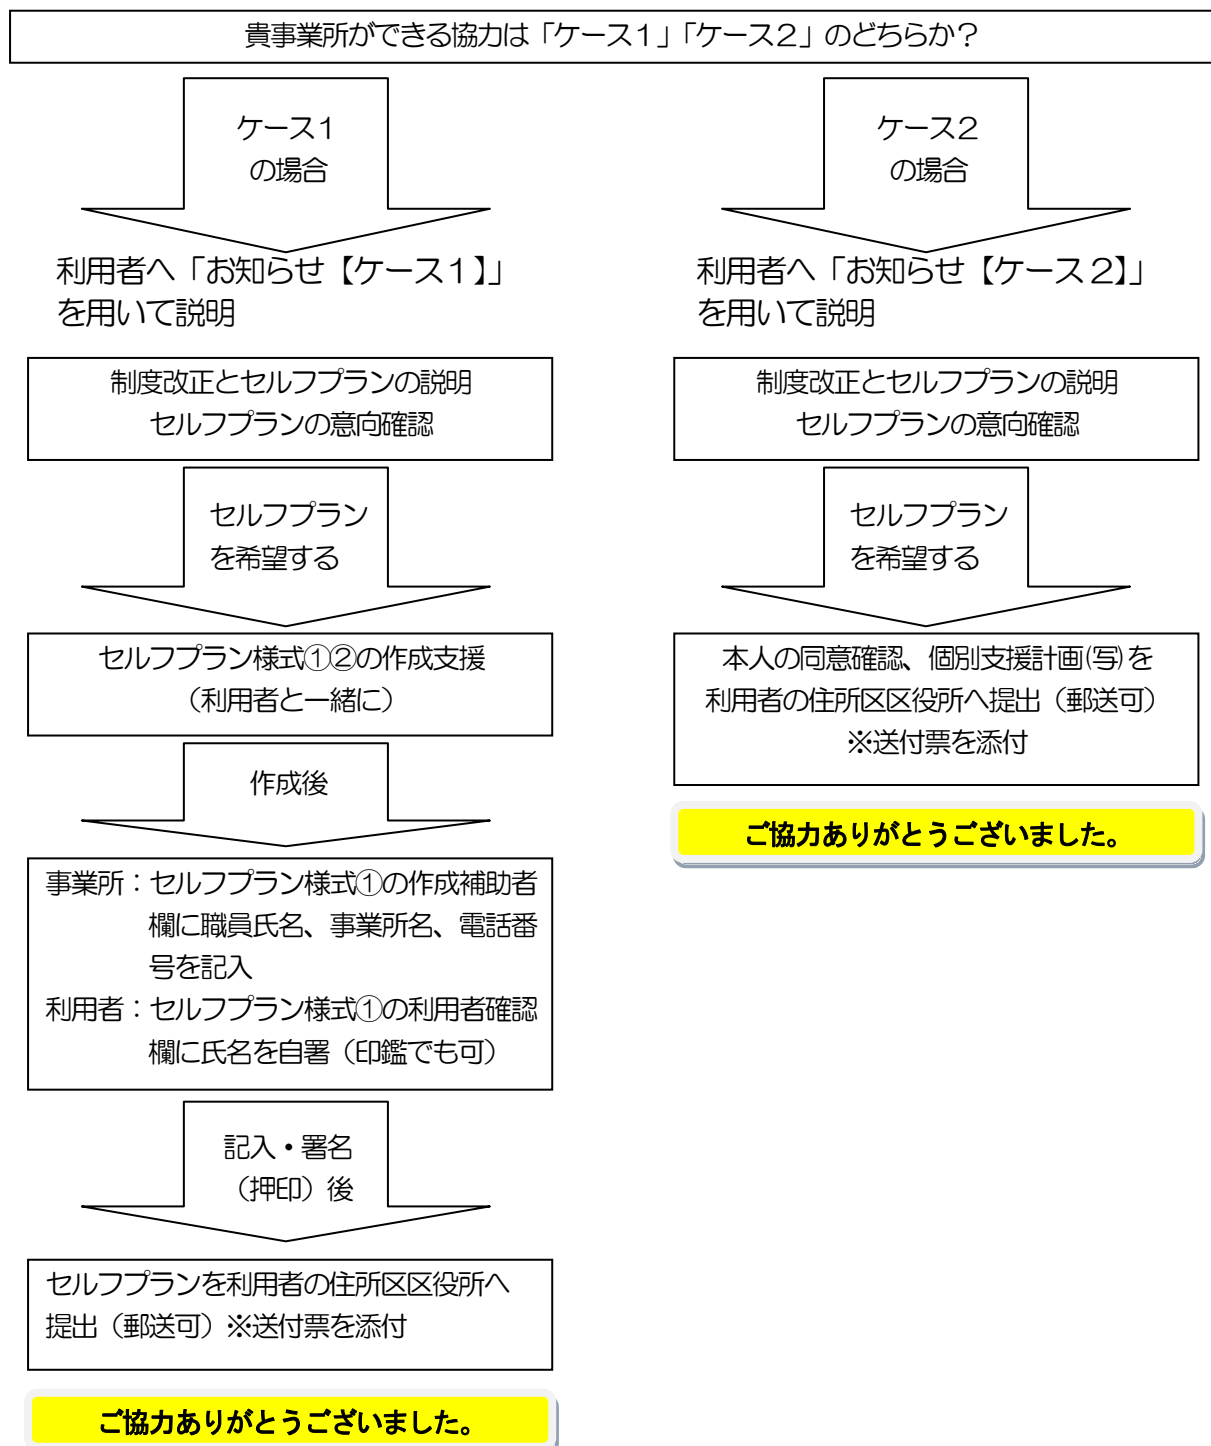 貴事業所ができる協力は「ケース１」「ケース２」のどちらか？
ケース１
の場合
利用者へ「お知らせ【ケース１】」
を用いて説明
制度改正とセルフプランの説明
セルフプランの意向確認
セルフプラン
を希望する
セルフプラン様式①②の作成支援
（利用者と一緒に）
作成後
事業所：セルフプラン様式①の作成補助者
欄に職員氏名、事業所名、電話番
号を記入
利用者：セルフプラン様式①の利用者確認
欄に氏名を自署（印鑑でも可）
記入・署名
（押印）後
セルフプランを利用者の住所区区役所へ
提出（郵送可）※送付票を添付
ご協力ありがとうございました。
ケース２
の場合
利用者へ「お知らせ【ケース２】」
を用いて説明
制度改正とセルフプランの説明
セルフプランの意向確認
セルフプラン
を希望する
本人の同意確認、個別支援計画(写)を
利用者の住所区区役所へ提出（郵送可）
※送付票を添付
ご協力ありがとうございました。